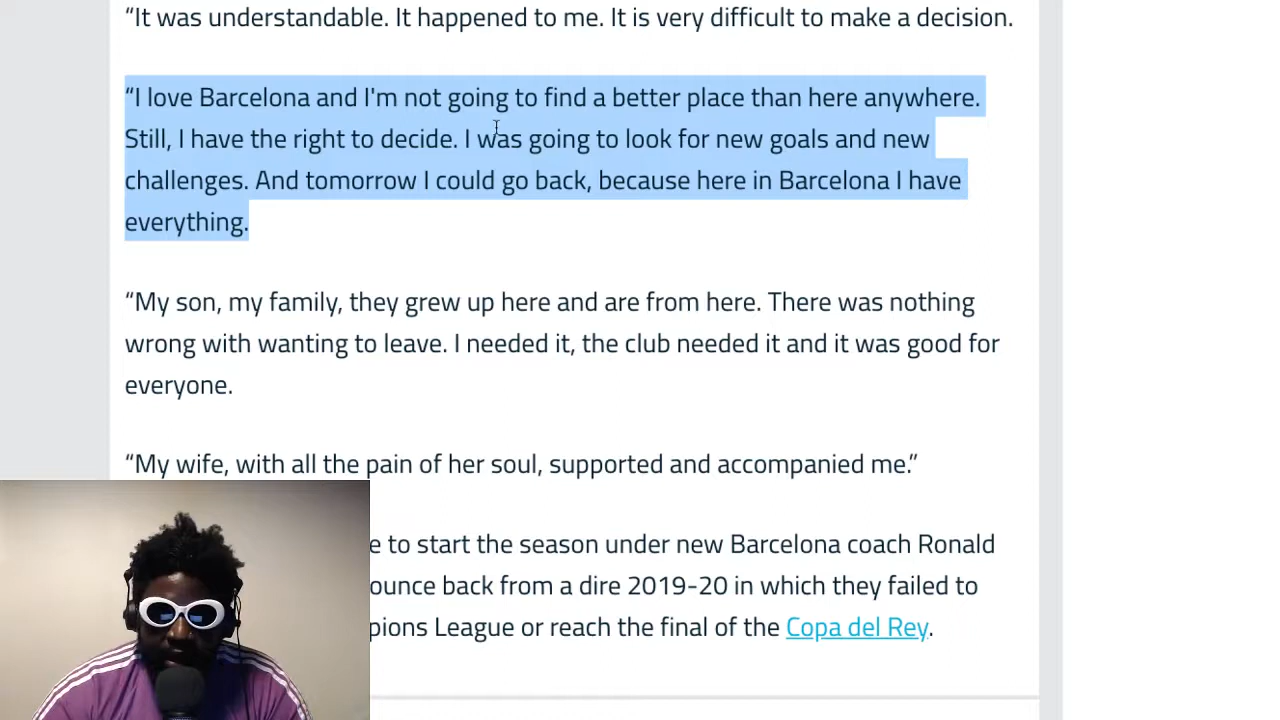 “It was understandable. It happened to me. It is very difficult to make a decision.
“I love Barcelona and I'm not going to find a better place than here anywhere.
Still, I have the right to decide. I was going to look for new goals and new
challenges. And tomorrow I could go back, because here in Barcelona I have
everything.
“My son, my family, they grew up here and are from here. There was nothing
wrong with wanting to leave. I needed it, the club needed it and it was good for
everyone.
“My wife, with all the pain of her soul, supported and accompanied me.”
e to start the season under new Barcelona coach Ronald
ounce back from a dire 2019-20 in which they failed to
pions League or reach the final of the Copa del Rey.